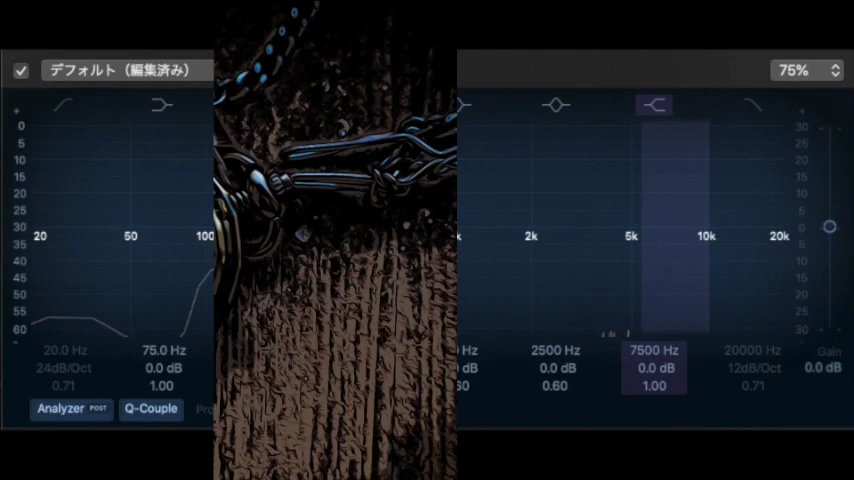 デフォルト（編集済み） 75%
+ +
0 30
5 25
10 20
15 15
20 10
25 5
30 20 50 100 k 2k 5k 10k 20k 0
35 5
40 10
45 15
50 20
55 25
60 30
- -
20.0 Hz 75.0 Hz Hz 2500 Hz 7500 Hz 20000 Hz Gain
24dB/Oct 0.0 dB 0.0 dB 0.0 dB 12dB/Oct 0.0 dB
0.71 1.00 60 0.60 1.00 0.71
Analyzer POST Q-Couple Pro